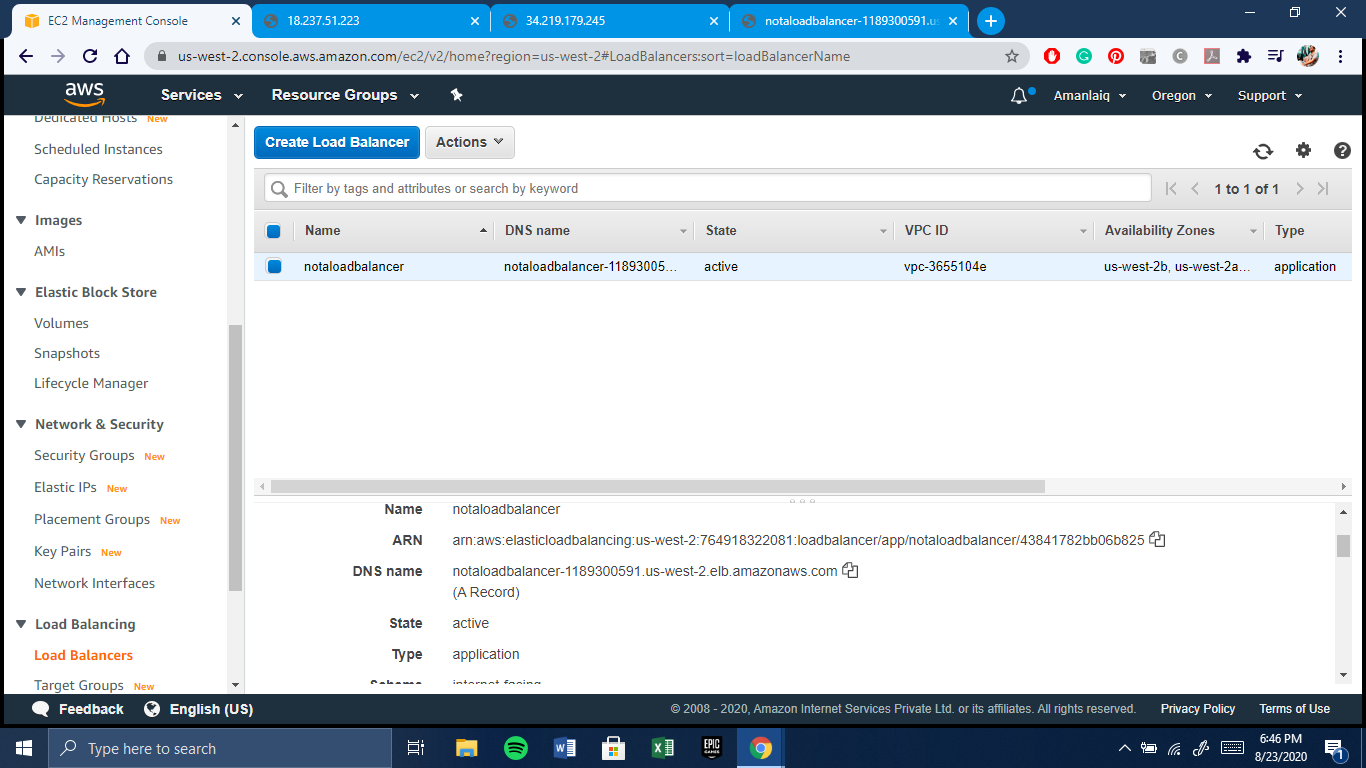 EC2 Management Console
18.237.51.223
34.219.179.245
notaloadbalancer-1189300591.us
us-west-2.console.aws.amazon.com/ec2/v2/home?region=us-west-2#LoadBalancers:sort=loadBalancerName
aws
Services
Resource Groups
Amanlaiq
Oregon
Support
Dedicated Hosts New
Scheduled Instances
Capacity Reservations
Images
AMIs
Elastic Block Store
Volumes
Snapshots
Lifecycle Manager
Network & Security
Security Groups New
Elastic IPs New
Placement Groups New
Key Pairs New
Network Interfaces
Load Balancing
Load Balancers
Target Groups New
Create Load Balancer
Actions
Filter by tags and attributes or search by keyword
1 to 1 of 1
Name DNS name State VPC ID Availability Zones Type
notaloadbalancer notaloadbalancer-11893005... active vpc-3655104e us-west-2b, us-west-2a... application
Name notaloadbalancer
ARN arn:aws:elasticloadbalancing:us-west-2:764918322081:loadbalancer/app/notaloadbalancer/43841782bb06b825
DNS name notaloadbalancer-1189300591.us-west-2.elb.amazonaws.com
(A Record)
State active
Type application
Scheme internet-facing
Feedback
English (US)
© 2008 - 2020, Amazon Internet Services Private Ltd. or its affiliates. All rights reserved.
Privacy Policy
Terms of Use
Type here to search
EPIC
GAMES
6:46 PM
8/23/2020
1